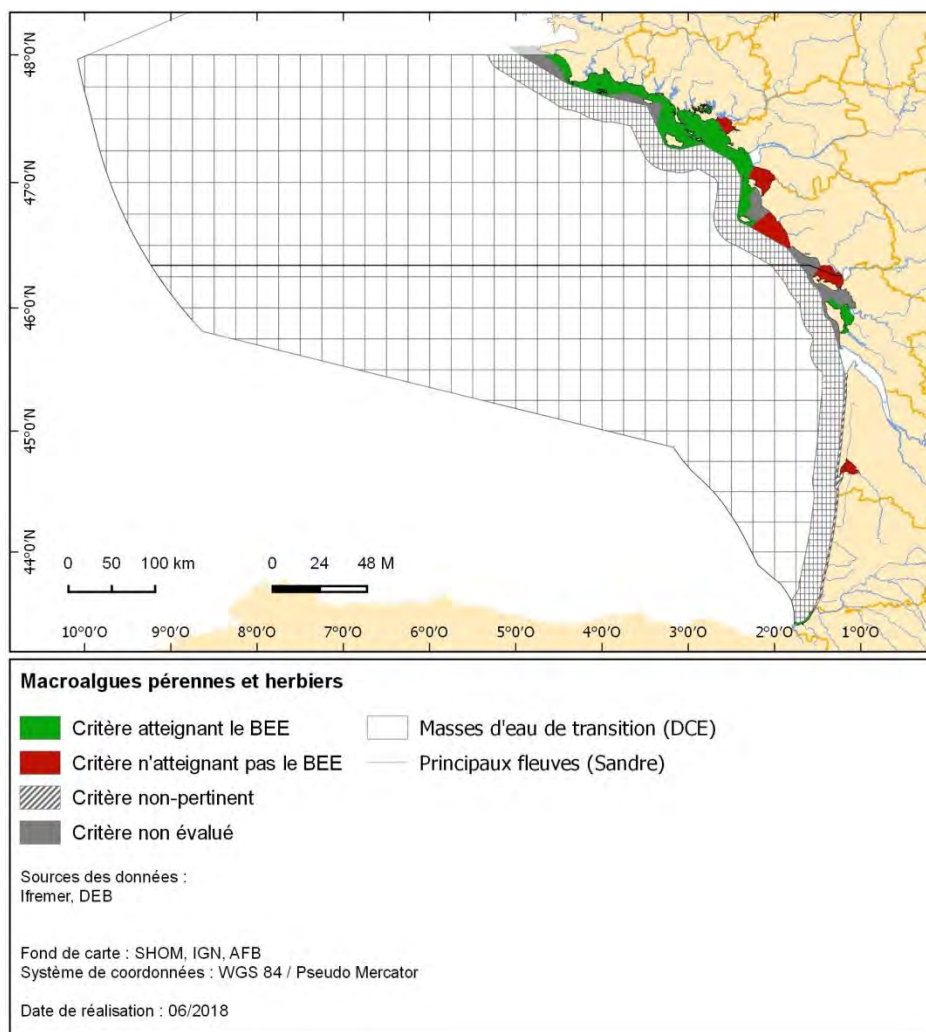 48°0'N
47°0'N
46°0'N
45°0'N
44°0'N
0 50 100 km
0 24 48 M
10°0'O 9°0'O 8°0'O 7°0'O 6°0'O 5°0'O 4°0'O 3°0'O 2°0'O 1°0'O
Macroalgues pérennes et herbiers
Critère atteignant le BEE
Critère n'atteignant pas le BEE
Critère non-pertinent
Critère non évalué
Masses d'eau de transition (DCE)
Principaux fleuves (Sandre)
Sources des données :
Ifremer, DEB
Fond de carte : SHOM, IGN, AFB
Système de coordonnées : WGS 84 / Pseudo Mercator
Date de réalisation : 06/2018